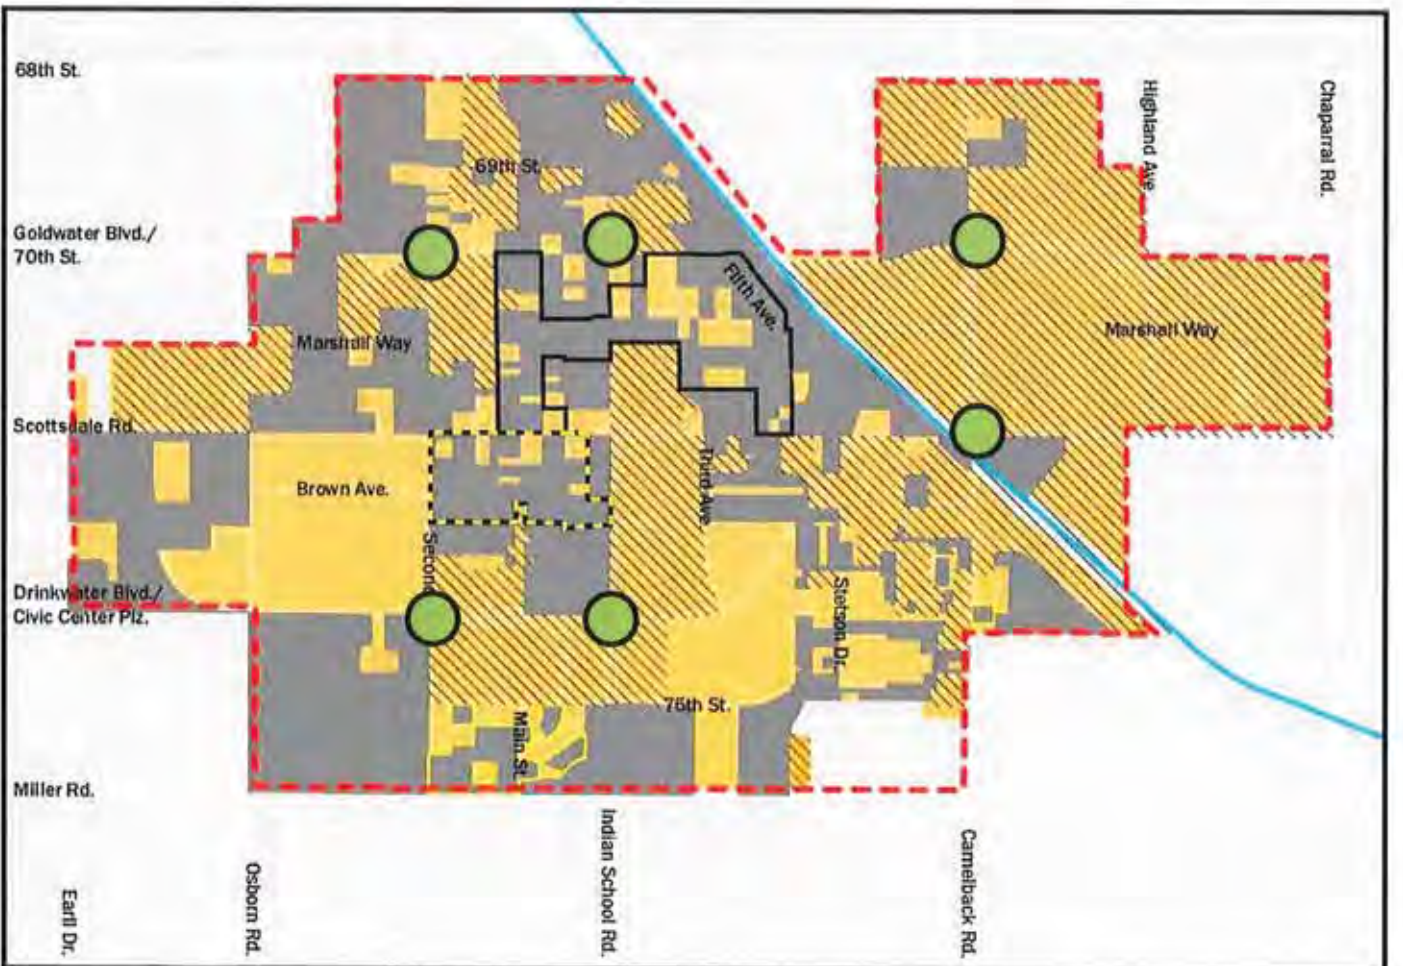 68th St.
Highland Ave.
Chaparral Rd.
69th St.
Goldwater Blvd./
70th St.
Fifth Ave.
Marshall Way
Marshall Way
Scottsdale Rd.
Brown Ave.
Third Ave.
Second
Drinkwater Blvd./
Civic Center Plz.
Stetson Dr.
75th St.
Main St.
Miller Rd.
Indian School Rd.
Camelback Rd.
Osborn Rd.
Earll Dr.